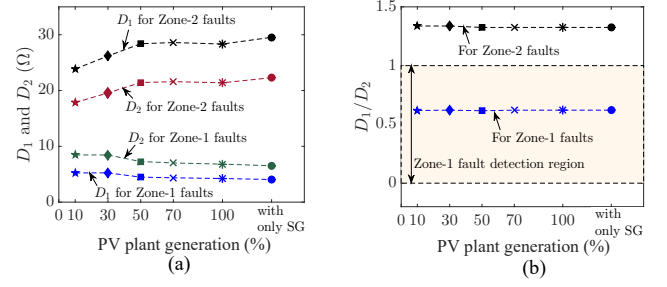 D₁ and D₂ (Ω)
30
20
10
0
D₁ for Zone-2 faults
D₂ for Zone-2 faults
D₂ for Zone-1 faults
D₁ for Zone-1 faults
0 10 30 50 70 100 with only SG
PV plant generation (%)
(a)
D₁/D₂
1.5
1
0.5
0
For Zone-2 faults
For Zone-1 faults
Zone-1 fault detection region
0 10 30 50 70 100 with only SG
PV plant generation (%)
(b)